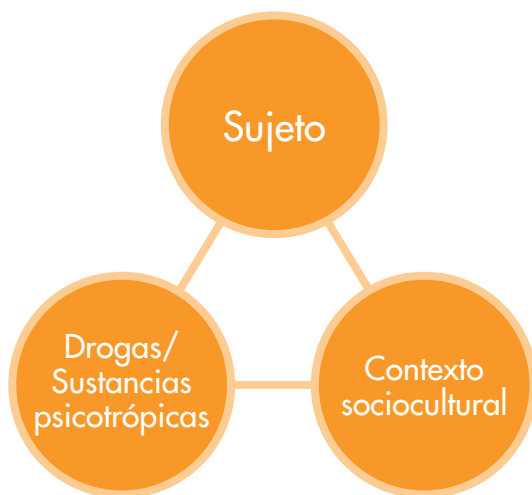 Sujeto
Drogas/
Sustancias
psicotrópicas
Contexto
sociocultural